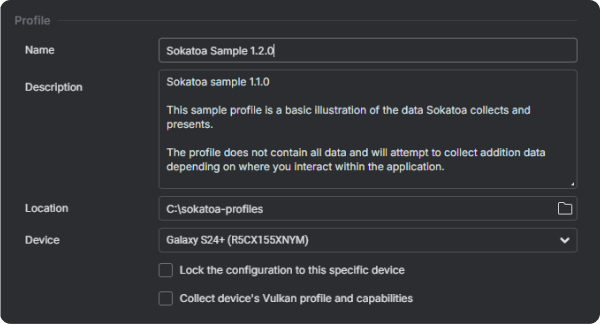 Profile
Name
Sokatoa Sample 1.2.0
Description
Sokatoa sample 1.1.0
This sample profile is a basic illustration of the data Sokatoa collects and
presents.
The profile does not contain all data and will attempt to collect addition data
depending on where you interact within the application.
Location
C:\sokatoa-profiles
Device
Galaxy S24+ (R5CX155XNYM)
Lock the configuration to this specific device
Collect device's Vulkan profile and capabilities